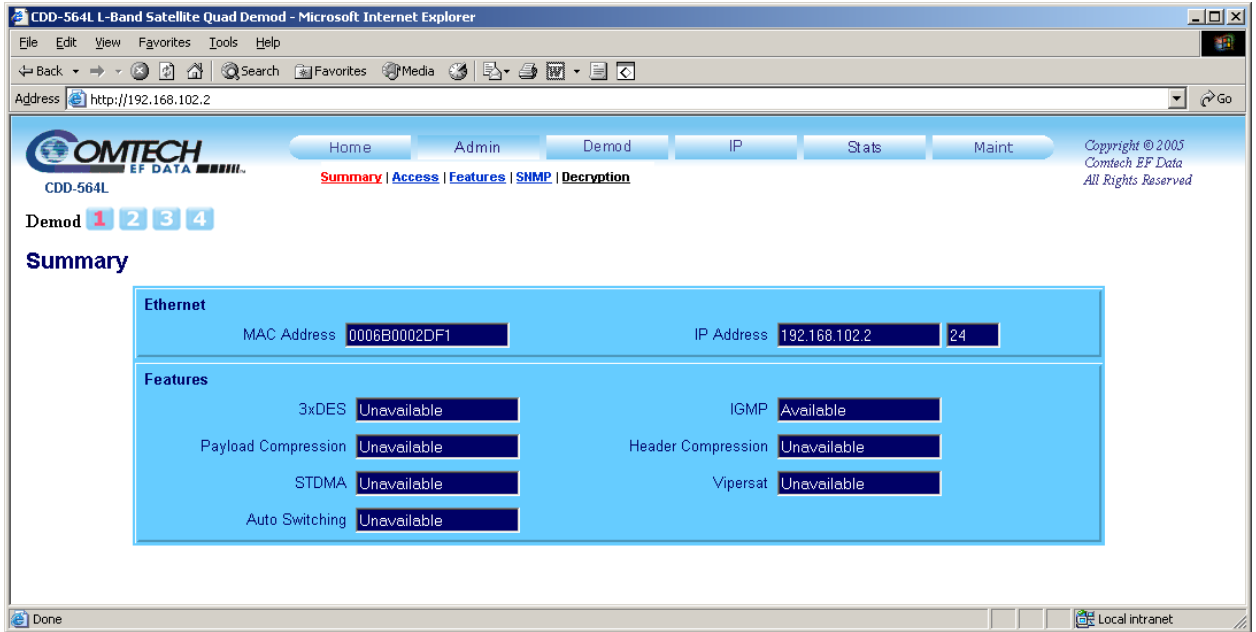 CDD-564L L-Band Satellite Quad Demod - Microsoft Internet Explorer
File Edit View Favorites Tools Help
Back Search Favorites Media
Address http://192.168.102.2 Go
COMTECH
EF DATA
CDD-564L
Home Admin Demod IP Stats Maint
Summary | Access | Features | SNMP | Decryption
Copyright © 2005
Comtech EF Data
All Rights Reserved
Demod 1 2 3 4
Summary
Ethernet
MAC Address 0006B0002DF1 IP Address 192.168.102.2 24
Features
3xDES Unavailable IGMP Available
Payload Compression Unavailable Header Compression Unavailable
STDMA Unavailable Vipersat Unavailable
Auto Switching Unavailable
Done Local intranet